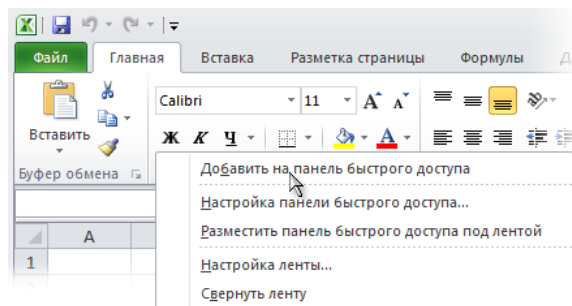 Файл Главная Вставка Разметка страницы Формулы Д
Calibri 11 А А
Вставить Ж К Ч А
Буфер обмена
Добавить на панель быстрого доступа
Настройка панели быстрого доступа...
A
Разместить панель быстрого доступа под лентой
1
Настройка ленты...
Свернуть ленту